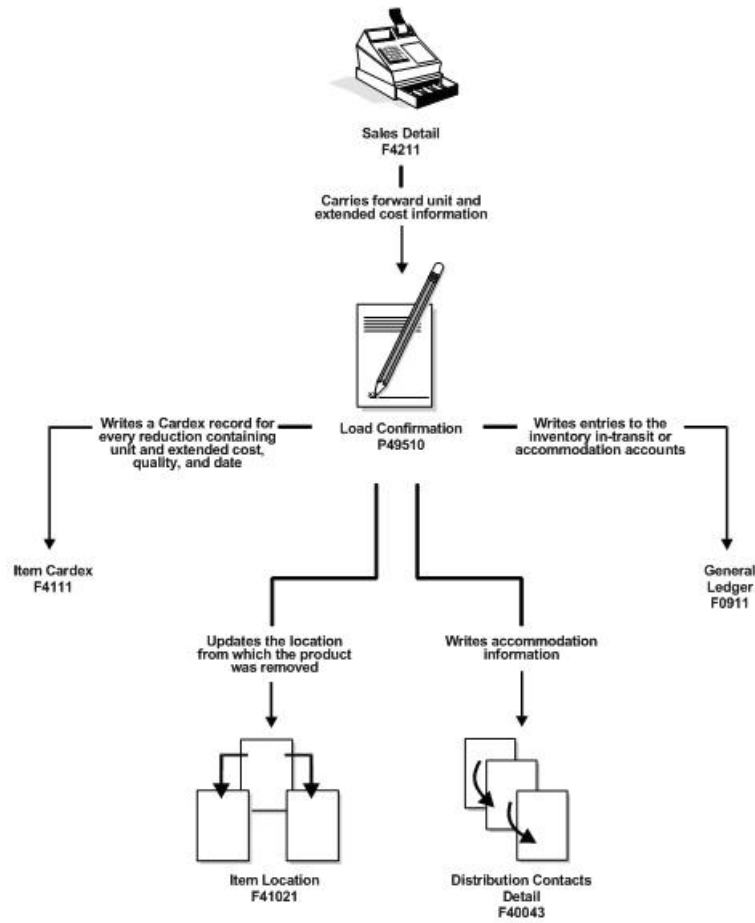 Sales Detail
F4211
Carries forward unit and
extended cost information
Load Confirmation
P49510
Writes a Cardex record for
every reduction containing
unit and extended cost,
quality, and date
Writes entries to the
inventory in-transit or
accommodation accounts
Item Cardex
F4111
General
Ledger
F0911
Updates the location
from which the product
was removed
Writes accommodation
information
Item Location
F41021
Distribution Contacts
Detail
F40043